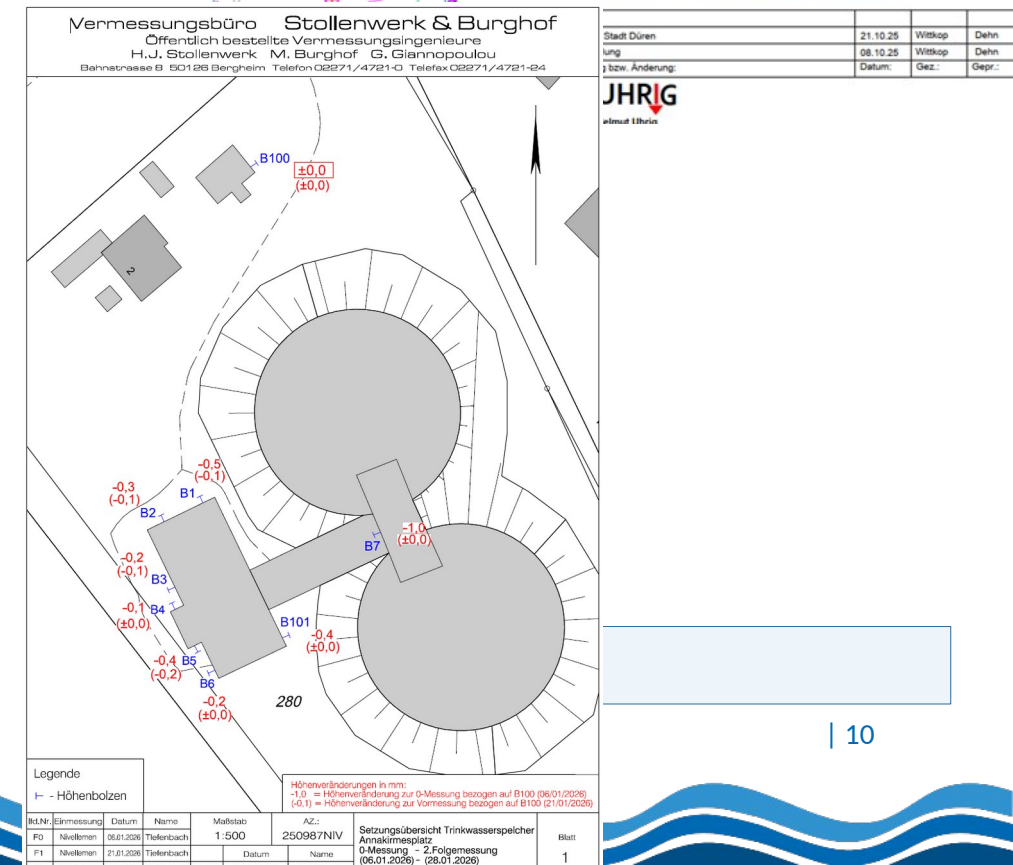 Vermessungsbüro Stollenwerk & Burghof
Öffentlich bestellte Vermessungsingenieure
H.J. Stollenwerk M. Burghof G. Giannopoulou
Bahnstrasse 8 50126 Bergheim Telefon 02271/4721-0 Telefax 02271/4721-24
Stadt Düren 21.10.25 Wittkop Dehn
08.10.25 Wittkop Dehn
bzw. Änderung: Datum: Gez.: Gepr.:
UHRIG
elmut Uhrig
B100
±0,0
(±0,0)
2
-0,5
(-0,1)
B1
-0,3
(-0,1)
B2
-0,2
(-0,1)
B3
-0,1
(±0,0)
B4
B7
-1,0
(±0,0)
B101
-0,4
(±0,0)
-0,4
(-0,2)
B5
B6
-0,2
(±0,0)
280
| 10
Legende
- Höhenbolzen
Höhenveränderungen in mm:
-1,0 = Höhenveränderung zur 0-Messung bezogen auf B100 (06/01/2026)
(-0,1) = Höhenveränderung zur Vormessung bezogen auf B100 (21/01/2026)
lfd.Nr. Einmessung Datum Name Maßstab AZ.:
F0 Nivellemen 06.01.2026 Tiefenbach 1:500 250987NIV
F1 Nivellemen 21.01.2026 Tiefenbach Datum Name
Setzungsübersicht Trinkwasserspeicher
Annakirmesplatz
0-Messung - 2.Folgemessung
(06.01.2026)- (28.01.2026)
Blatt
1